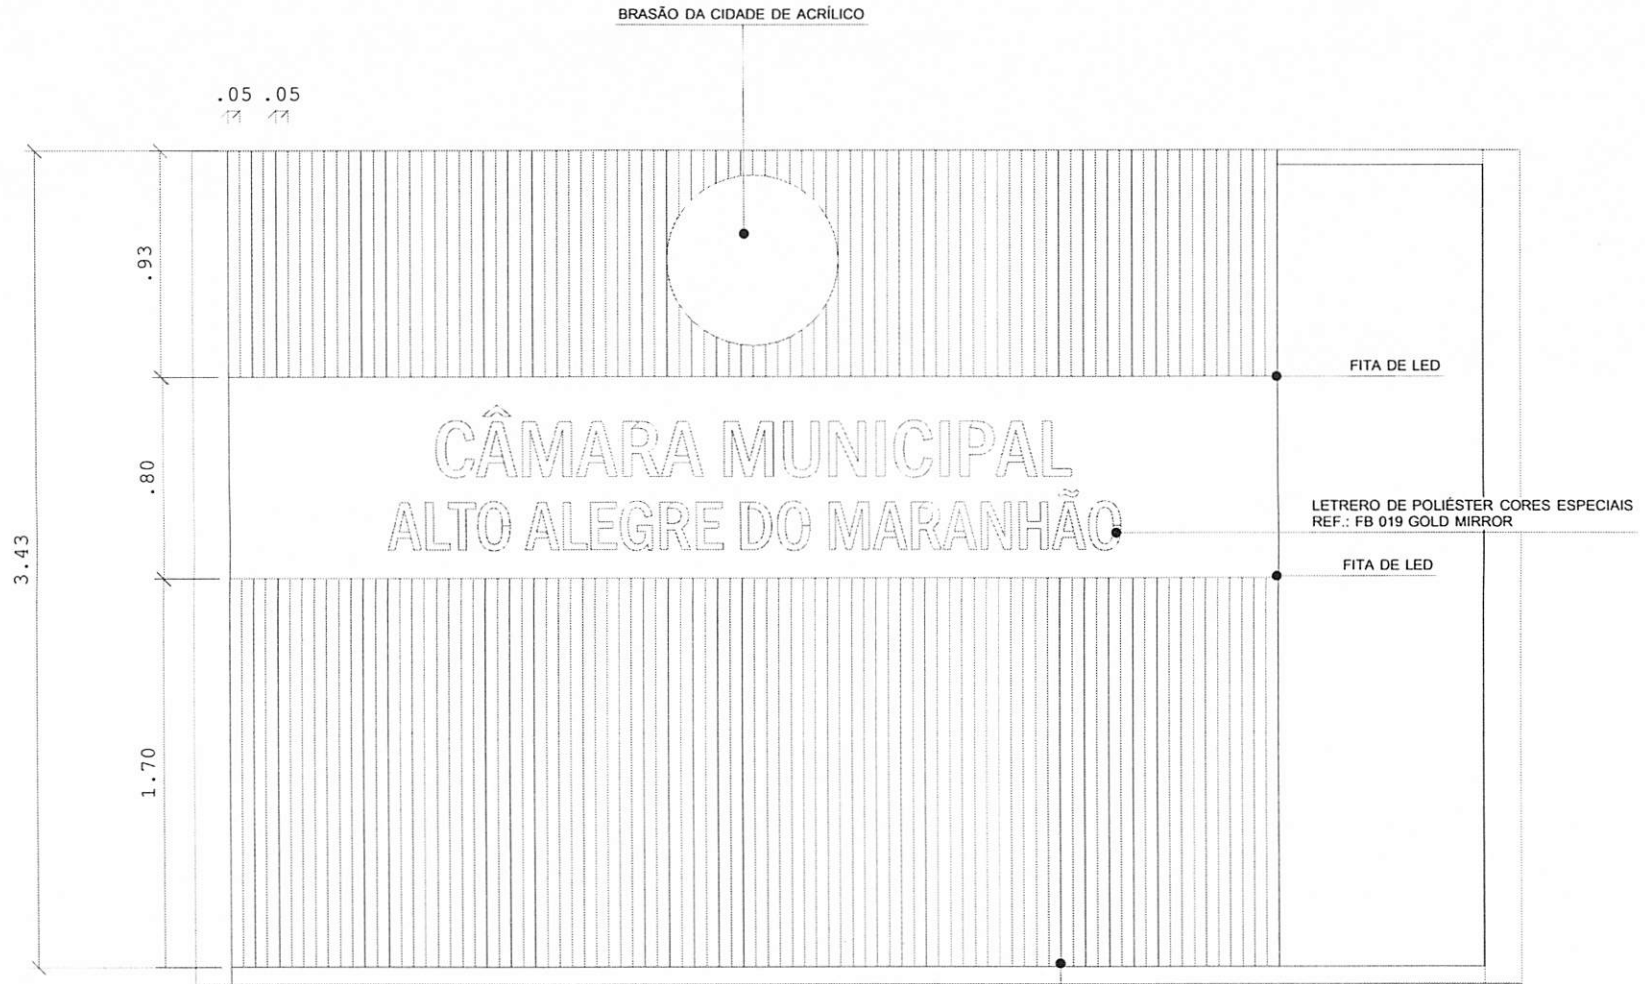 BRASÃO DA CIDADE DE ACRÍLICO
.05 .05
.93
FITA DE LED
CÂMARA MUNICIPAL
.80
ALTO ALEGRE DO MARANHÃO
LETRERO DE POLIÉSTER CORES ESPECIAIS
REF.: FB 019 GOLD MIRROR
3.43
FITA DE LED
1.70